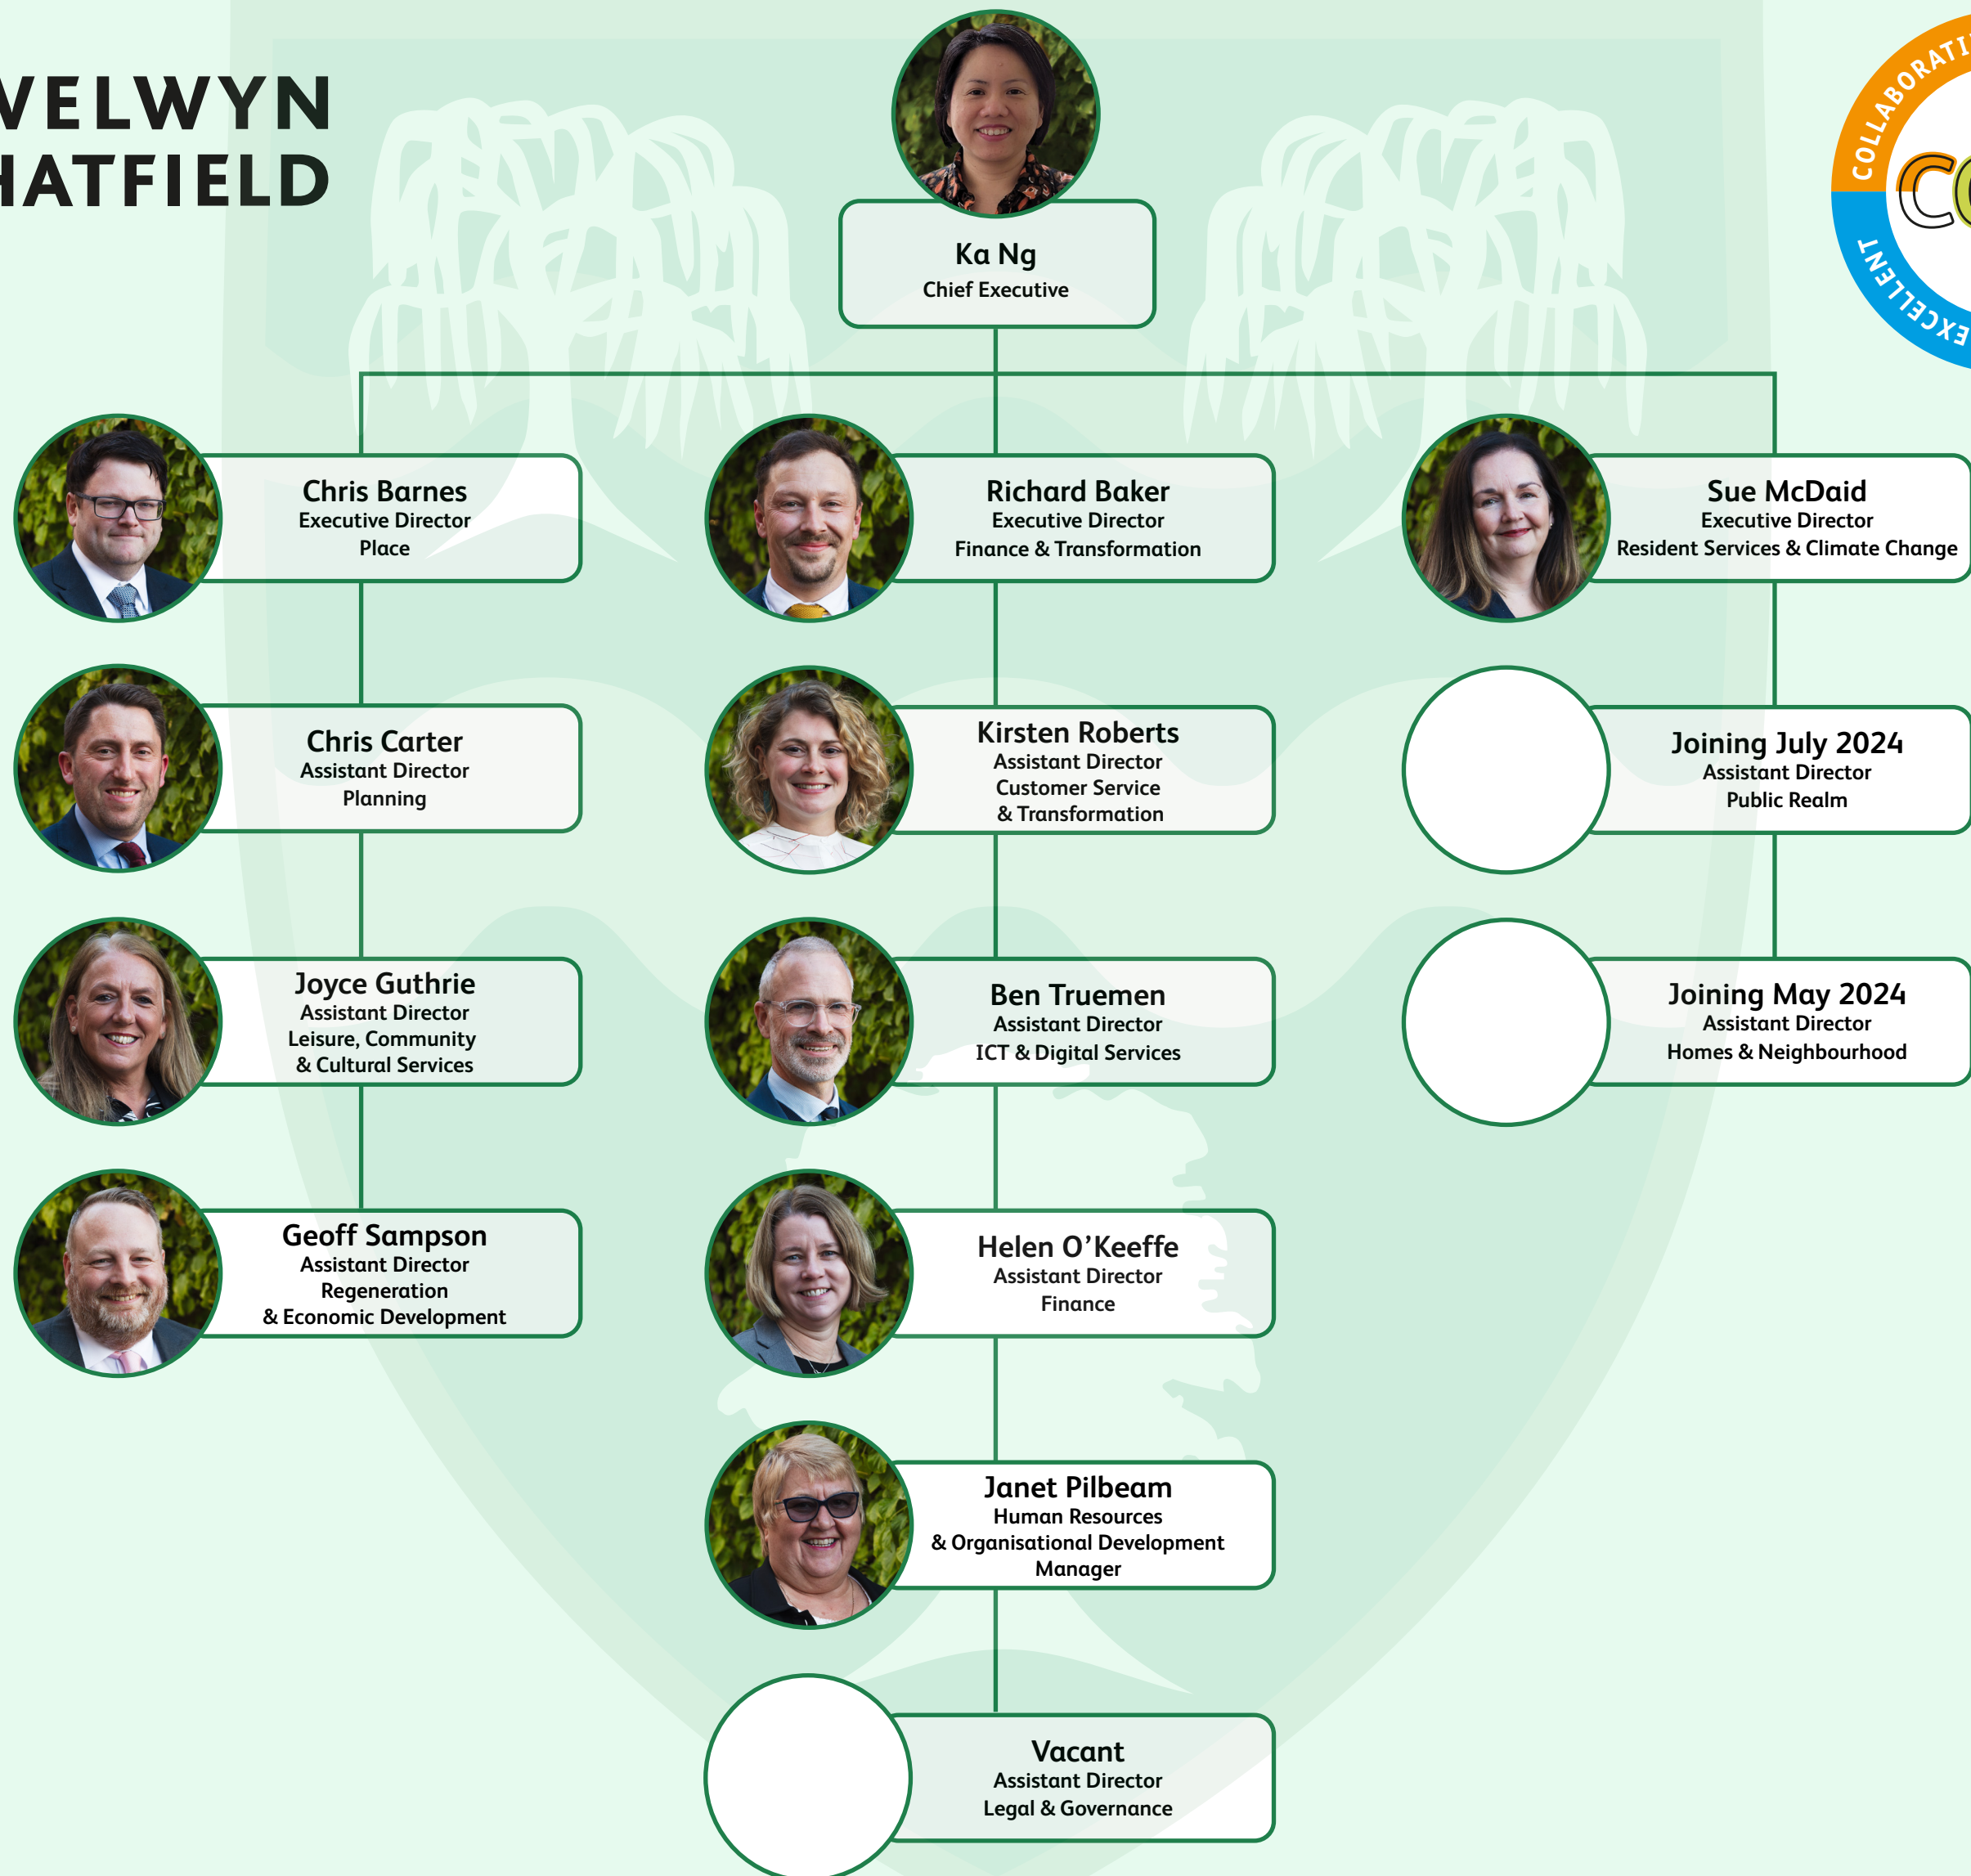 WELWYN
HATFIELD
EXCELLENT
Ka Ng
Chief Executive
Chris Barnes
Executive Director
Place
Richard Baker
Executive Director
Finance & Transformation
Sue McDaid
Executive Director
Resident Services & Climate Change
Chris Carter
Assistant Director
Planning
Kirsten Roberts
Assistant Director
Customer Service
& Transformation
Joining July 2024
Assistant Director
Public Realm
Joyce Guthrie
Assistant Director
Leisure, Community
& Cultural Services
Ben Truemen
Assistant Director
ICT & Digital Services
Joining May 2024
Assistant Director
Homes & Neighbourhood
Geoff Sampson
Assistant Director
Regeneration
& Economic Development
Helen O’Keeffe
Assistant Director
Finance
Janet Pilbeam
Human Resources
& Organisational Development
Manager
Vacant
Assistant Director
Legal & Governance